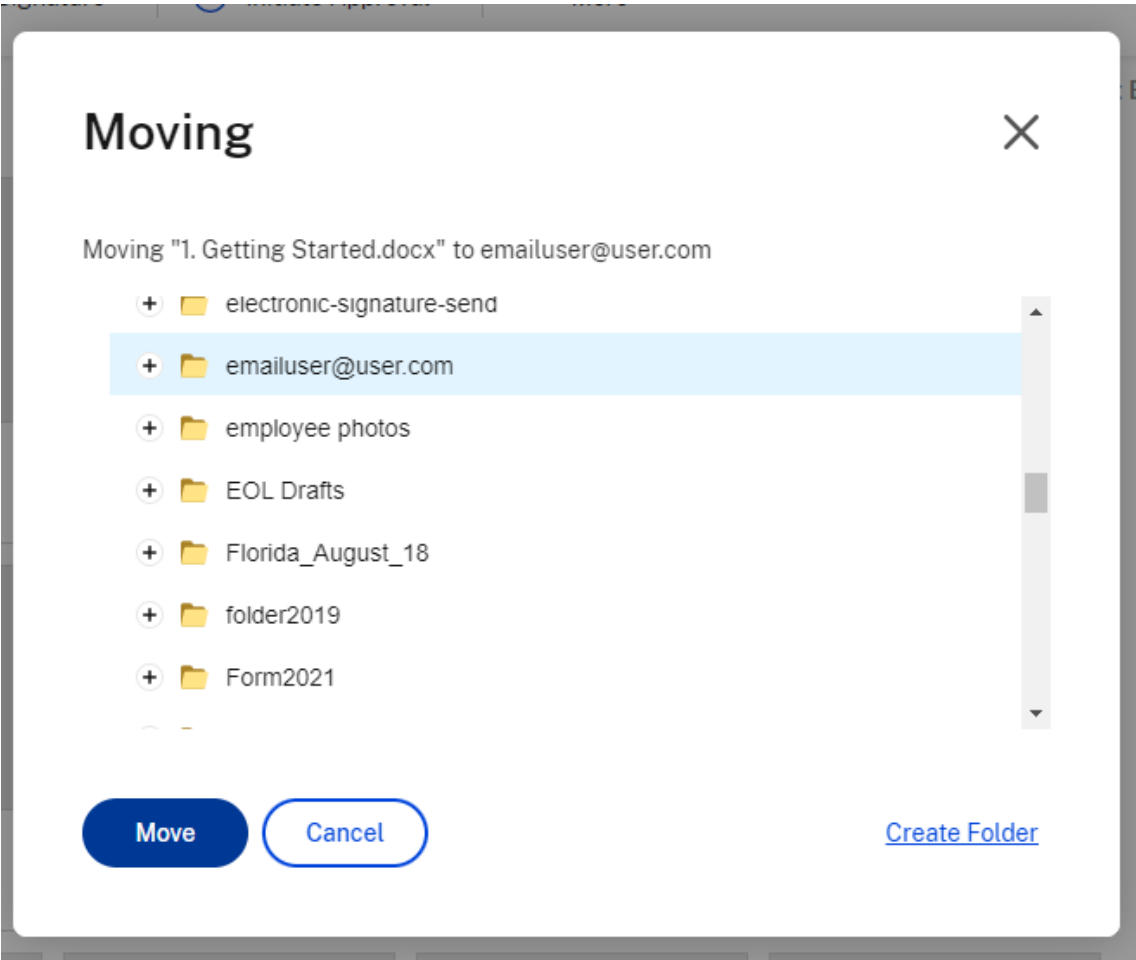 Moving
Moving "1. Getting Started.docx" to emailuser@user.com
electronic-signature-send
emailuser@user.com
employee photos
EOL Drafts
Florida_August_18
folder2019
Form2021
Move Cancel Create Folder